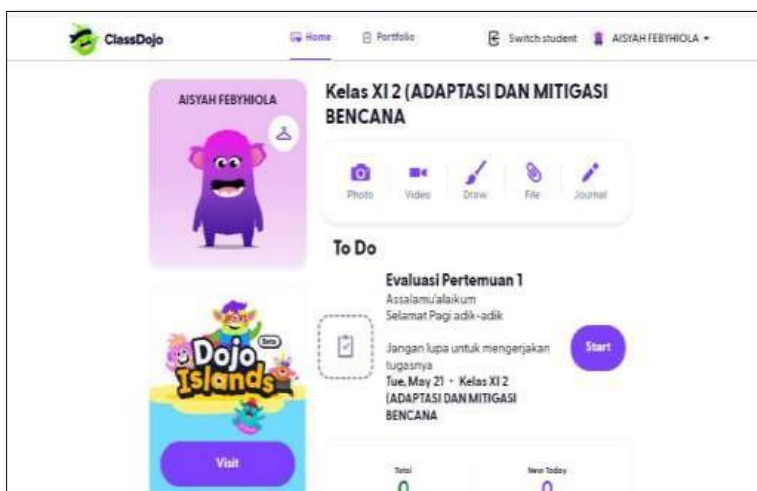 ClassDojo
Home
Portfolio
Switch student
AISYAH FEBYHIOLA
AISYAH FEBYHIOLA
Kelas XI 2 (ADAPTASI DAN MITIGASI
BENCANA
Photo
Video
Draw
File
Journal
To Do
Evaluasi Pertemuan 1
Assalamu'alaikum
Selamat Pagi adik-adik
Jangan lupa untuk mengerjakan
tugasnya
Tue, May 21 • Kelas XI 2
(ADAPTASI DAN MITIGASI
BENCANA
Start
Dojo
Beta
Islands
Visit
Total
0
New Today
0